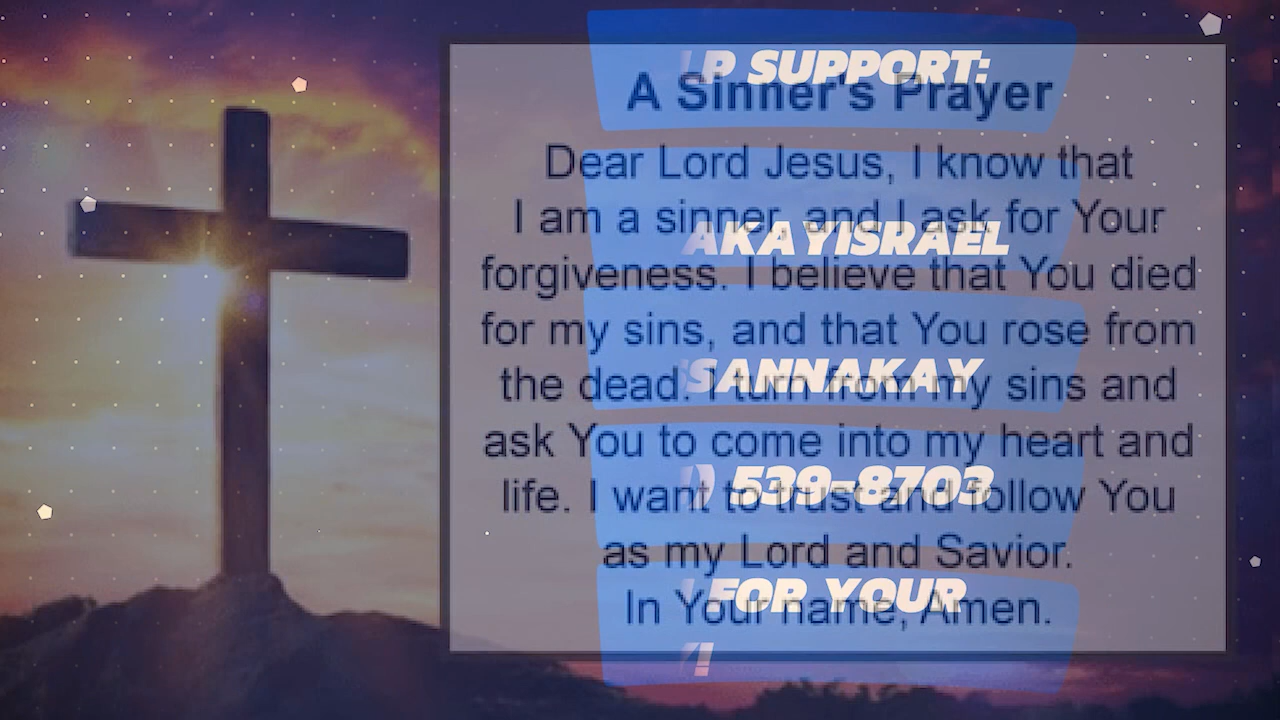 P SUPPORT:
A Sinner's Prayer
Dear Lord Jesus, I know that
I am a sinner, and I ask for Your
AKAYISRAEL
forgiveness. I believe that You died
for my sins, and that You rose from
SANNAKAY
the dead. I turn from my sins and
ask You to come into my heart and
) 539-8703
life. I want to trust and follow You
as my Lord and Savior.
FOR YOUR
In Your name, Amen.